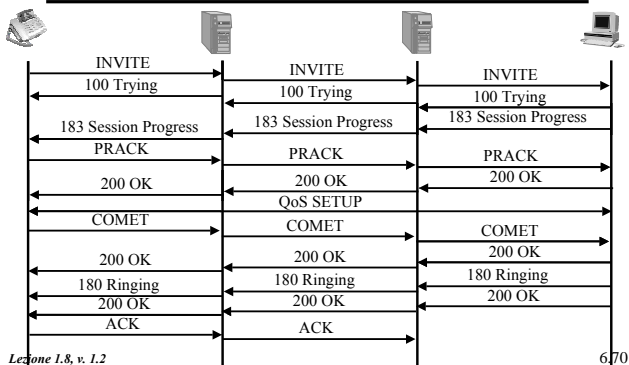 INVITE
INVITE
INVITE
100 Trying
100 Trying
100 Trying
183 Session Progress
183 Session Progress
183 Session Progress
PRACK
PRACK
PRACK
200 OK
200 OK
200 OK
QoS SETUP
COMET
COMET
COMET
200 OK
200 OK
200 OK
180 Ringing
180 Ringing
180 Ringing
200 OK
200 OK
200 OK
ACK
ACK
Lezione 1.8, v. 1.2
6.70